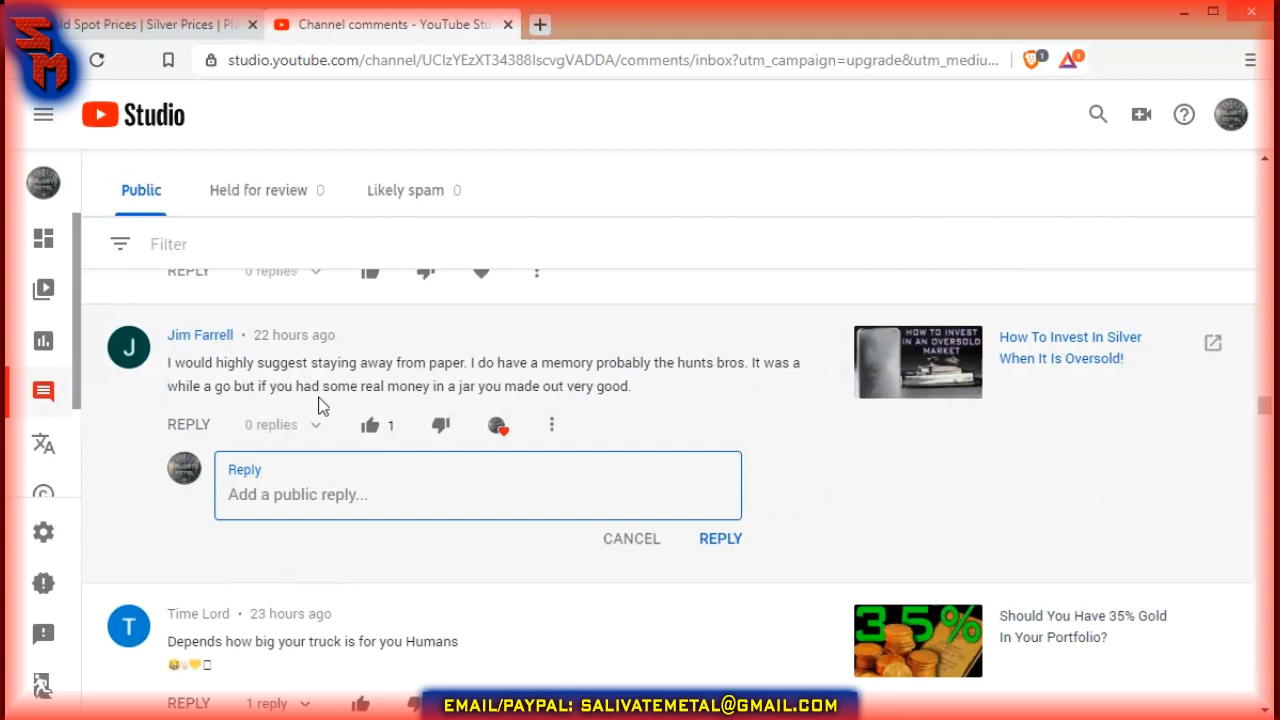 ld Spot Prices | Silver Prices | Pl
Channel comments - YouTube Stu
SM
studio.youtube.com/channel/UCIzYEzXT34388IscvgVADDA/comments/inbox?utm_campaign=upgrade&utm_mediu...
1
1
Studio
Public
Held for review 0
Likely spam 0
Filter
REPLY 0 replies
J
Jim Farrell • 22 hours ago
I would highly suggest staying away from paper. I do have a memory probably the hunts bros. It was a
while a go but if you had some real money in a jar you made out very good.
REPLY 0 replies 1
HOW TO INVEST
IN AN OVERSOLD
MARKET
How To Invest In Silver
When It Is Oversold!
Reply
Add a public reply...
CANCEL REPLY
T
Time Lord • 23 hours ago
Depends how big your truck is for you Humans
35%
Should You Have 35% Gold
In Your Portfolio?
REPLY 1 reply
EMAIL/PAYPAL: SALIVATEMETAL@GMAIL.COM